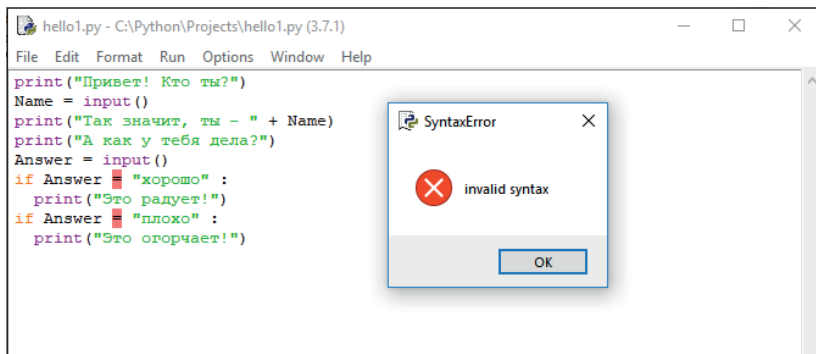 hello1.py - C:\Python\Projects\hello1.py (3.7.1)
File Edit Format Run Options Window Help
print("Привет! Кто ты?")
Name = input()
print("Так значит, ты - " + Name)
print("А как у тебя дела?")
Answer = input()
if Answer = "хорошо" :
  print("Это радует!")
if Answer = "плохо" :
  print("Это огорчает!")
SyntaxError
invalid syntax
OK